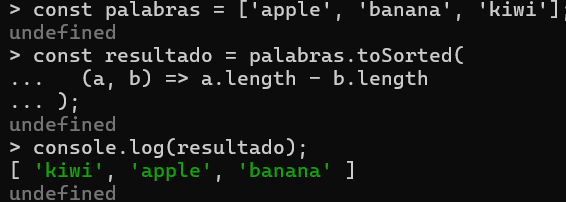 > const palabras = ['apple', 'banana', 'kiwi'];
undefined
> const resultado = palabras.toSorted(
...   (a, b) => a.length - b.length
... );
undefined
> console.log(resultado);
[ 'kiwi', 'apple', 'banana' ]
undefined